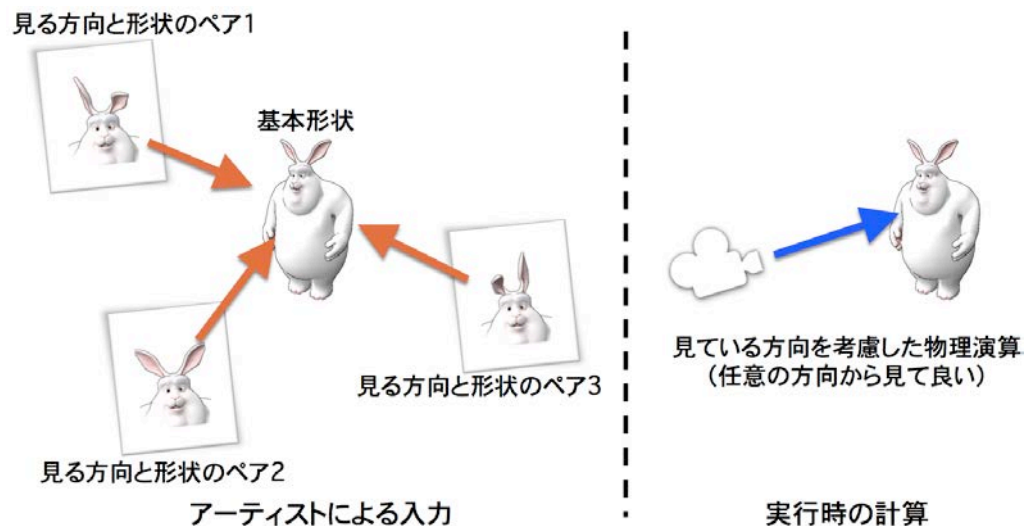 見る方向と形状のペア1
基本形状
見る方向と形状のペア3
見る方向と形状のペア2
アーティストによる入力
見ている方向を考慮した物理演算
(任意の方向から見て良い)
実行時の計算